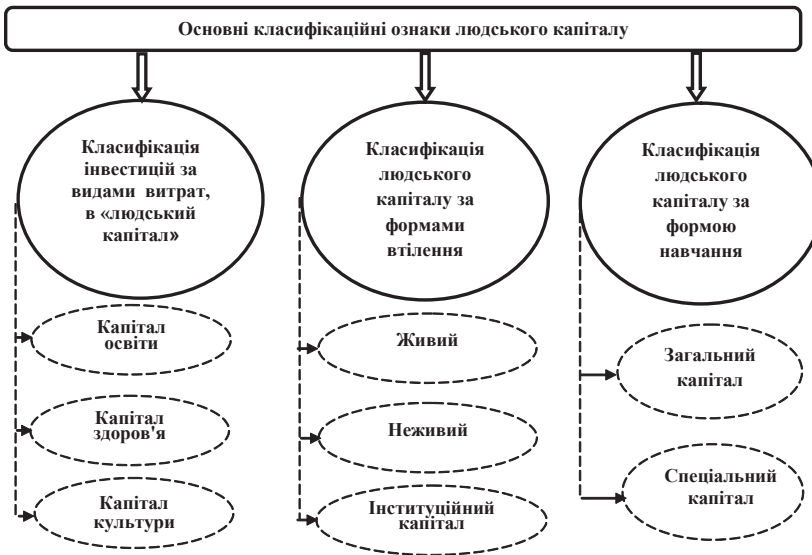 Основні класифікаційні ознаки людського капіталу
Класифікація
інвестицій за
видами витрат,
в «людський
капітал»
Капітал
освіти
Капітал
здоров'я
Капітал
культури
Класифікація
людського
капіталу за
формами
втілення
Живий
Неживий
Інституційний
капітал
Класифікація
людського
капіталу за
формою
навчання
Загальний
капітал
Спеціальний
капітал